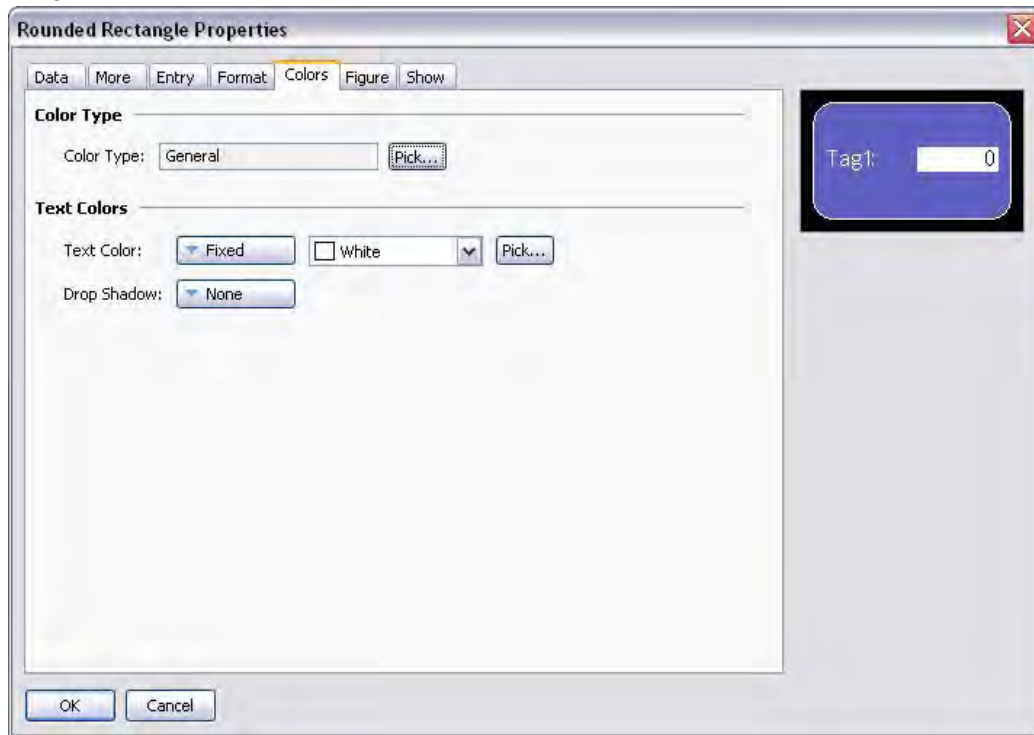 Rounded Rectangle Properties
Data More Entry Format Colors Figure Show
Color Type
Color Type: General Pick...
Tag1: 0
Text Colors
Text Color: Fixed White Pick...
Drop Shadow: None
OK Cancel